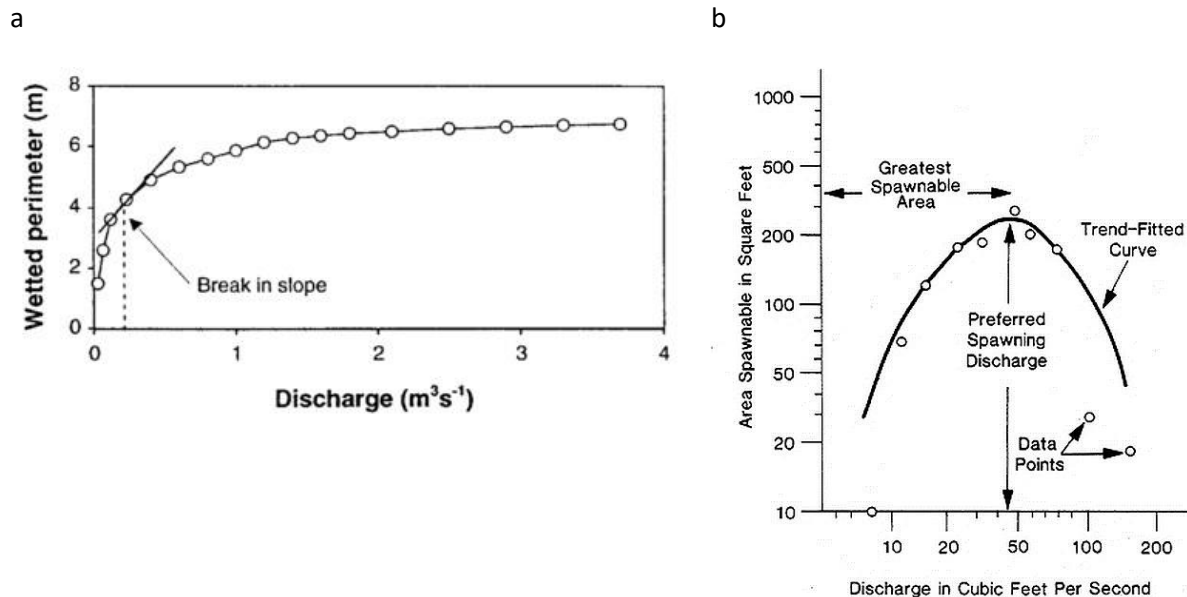 a
b
8
6
4
2
0
Wetted perimeter (m)
Break in slope
0
1
2
3
4
Discharge (m³s⁻¹)
1000
500
200
100
50
20
10
Area Spawnable in Square Feet
Greatest
Spawnable
Area
Trend-Fitted
Curve
Preferred
Spawning
Discharge
Data
Points
10
20
50
100
200
Discharge in Cubic Feet Per Second